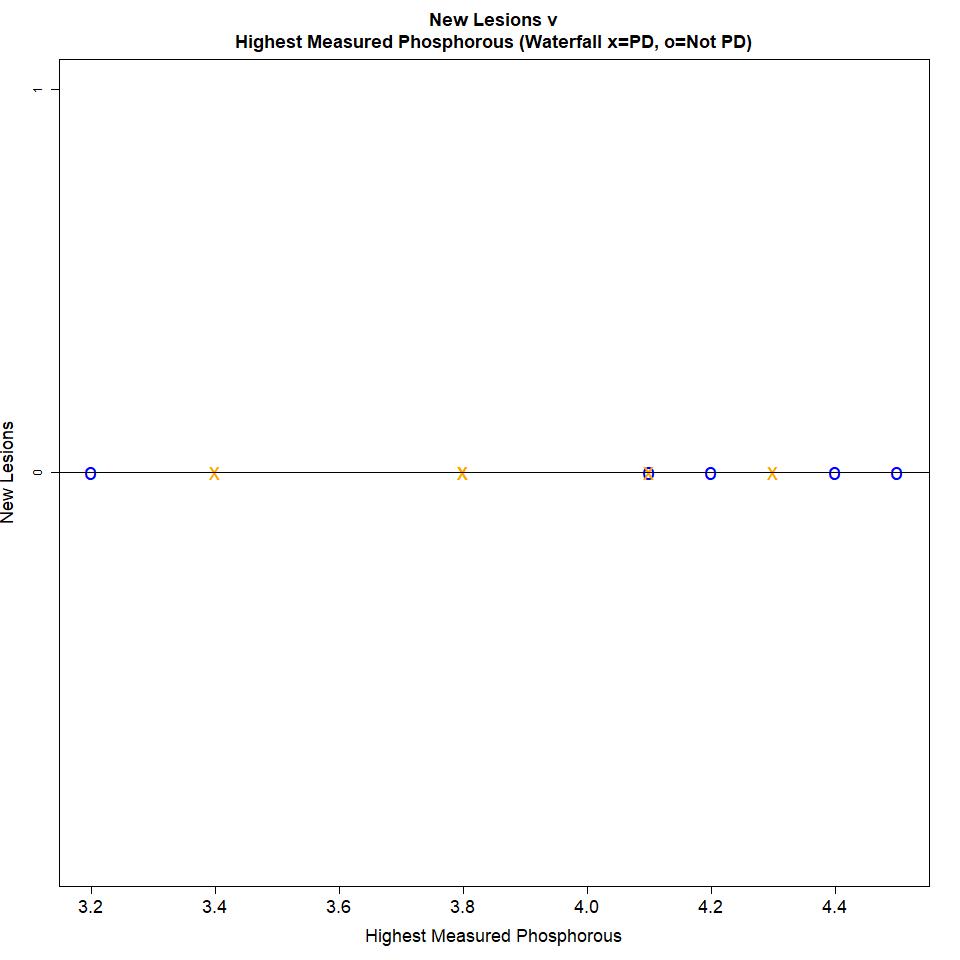 New Lesions v
Highest Measured Phosphorous (Waterfall x=PD, o=Not PD)
1
0
New Lesions
o x x o x o x o o
3.2 3.4 3.6 3.8 4.0 4.2 4.4
Highest Measured Phosphorous